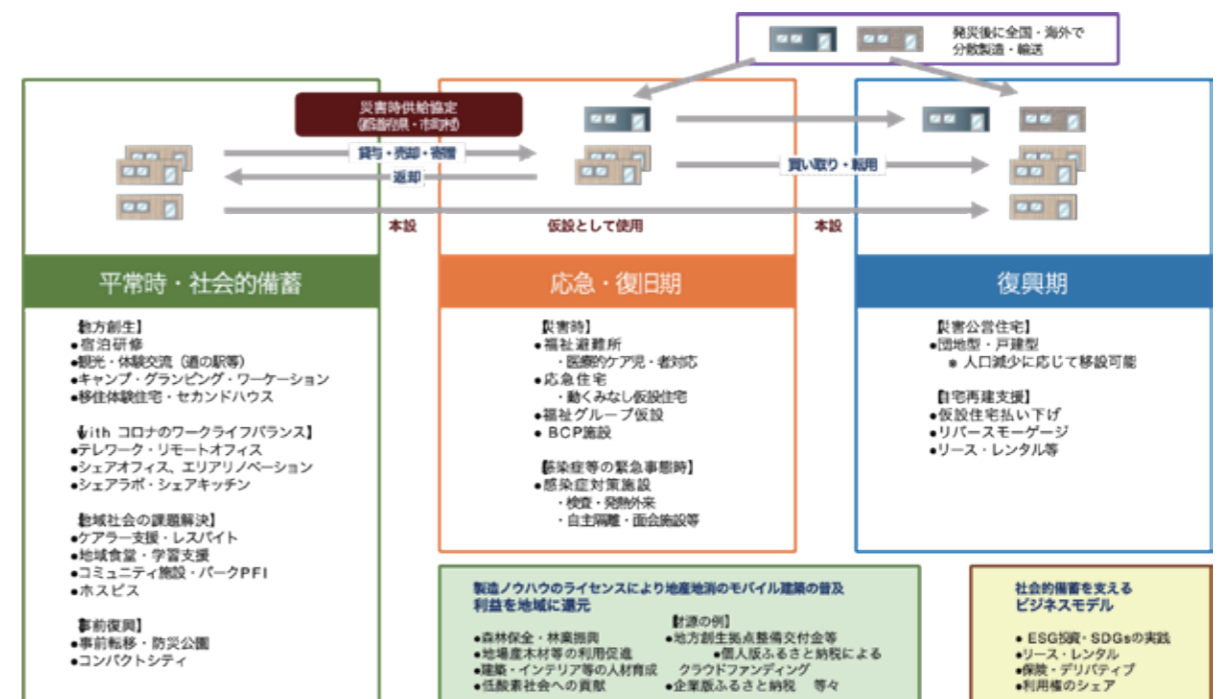 発災後に全国・海外で
分散製造・輸送
災害時供給協定
(都道府県・市町村)
貸与・売却・寄贈
返却
買い取り・転用
本設
仮設として使用
本設
平常時・社会的備蓄
【地方創生】
●宿泊研修
●観光・体験交流（道の駅等）
●キャンプ・グランピング・ワーケーション
●移住体験住宅・セカンドハウス
【with コロナのワークライフバランス】
●テレワーク・リモートオフィス
●シェアオフィス、エリアリノベーション
●シェアラボ・シェアキッチン
【地域社会の課題解決】
●ケアラー支援・レスパイト
●地域食堂・学習支援
●コミュニティ施設・パークPFI
●ホスピス
【事前復興】
●事前転移・防災公園
●コンパクトシティ
応急・復旧期
【災害時】
●福祉避難所
・医療的ケア児・者対応
●応急住宅
・動くみなし仮設住宅
●福祉グループ仮設
● BCP施設
【感染症等の緊急事態時】
●感染症対策施設
・検査・発熱外来
・自主隔離・面会施設等
復興期
【災害公営住宅】
●団地型・戸建型
※ 人口減少に応じて移設可能
【自宅再建支援】
●仮設住宅払い下げ
●リバースモーゲージ
●リース・レンタル等
製造ノウハウのライセンスにより地産地消のモバイル建築の普及
利益を地域に還元
●森林保全・林業振興
●地場産木材等の利用促進
●建築・インテリア等の人材育成
●低酸素社会への貢献
【財源の例】
●地方創生拠点整備交付金等
●個人版ふるさと納税による
クラウドファンディング
●企業版ふるさと納税　等々
社会的備蓄を支える
ビジネスモデル
● ESG投資・SDGsの実践
●リース・レンタル
●保険・デリバティブ
●利用権のシェア